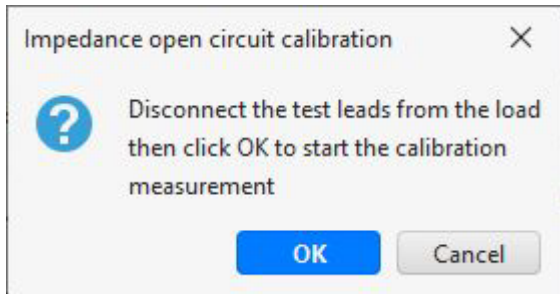 Impedance open circuit calibration
Disconnect the test leads from the load
then click OK to start the calibration
measurement
OK
Cancel